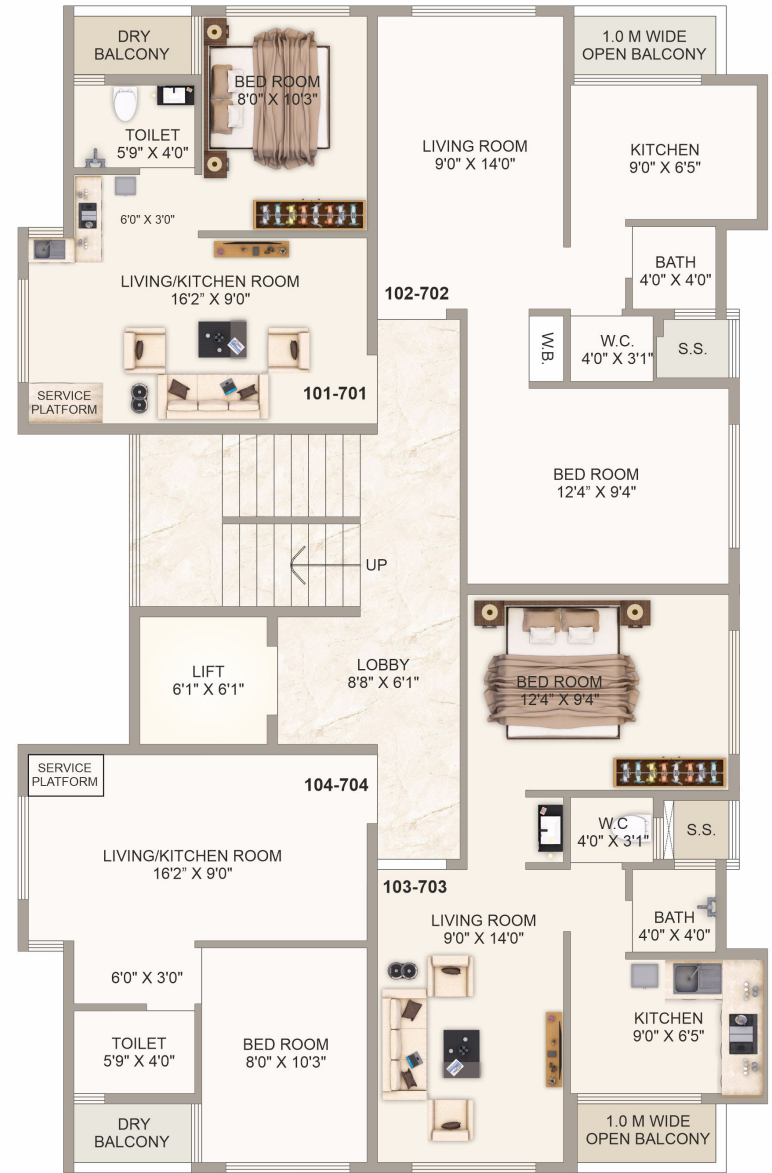 DRY
BALCONY
BED ROOM
8'0" X 10'3"
1.0 M WIDE
OPEN BALCONY
TOILET
5'9" X 4'0"
LIVING ROOM
9'0" X 14'0"
KITCHEN
9'0" X 6'5"
6'0" X 3'0"
BATH
4'0" X 4'0"
LIVING/KITCHEN ROOM
16'2” X 9'0"
102-702
W.B.
W.C.
4'0" X 3'1"
S.S.
SERVICE
PLATFORM
101-701
BED ROOM
12'4” X 9'4"
UP
LIFT
6'1" X 6'1"
LOBBY
8'8" X 6'1"
BED ROOM
12'4” X 9'4"
SERVICE
PLATFORM
104-704
W.C
4'0" X 3'1"
S.S.
LIVING/KITCHEN ROOM
16'2” X 9'0"
103-703
LIVING ROOM
9'0" X 14'0"
BATH
4'0" X 4'0"
6'0" X 3'0"
KITCHEN
9'0" X 6'5"
TOILET
5'9" X 4'0"
BED ROOM
8'0" X 10'3"
DRY
BALCONY
1.0 M WIDE
OPEN BALCONY